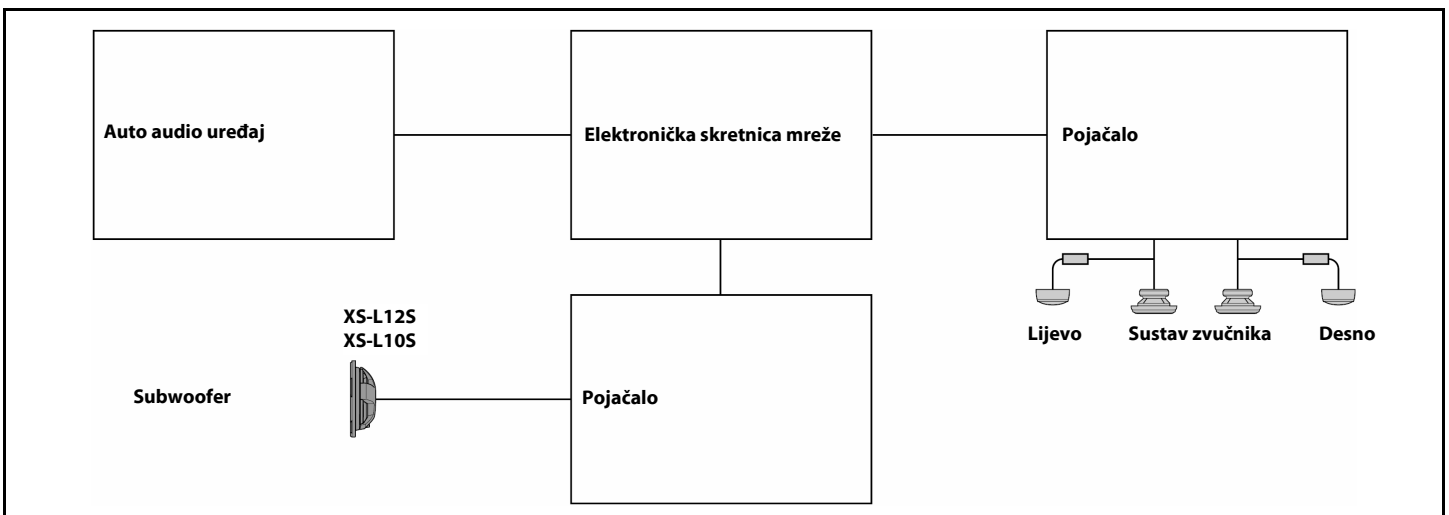 Auto audio uređaj
Elektronička skretnica mreže
Pojačalo
Lijevo
Sustav zvučnika
Desno
XS-L12S
XS-L10S
Subwoofer
Pojačalo